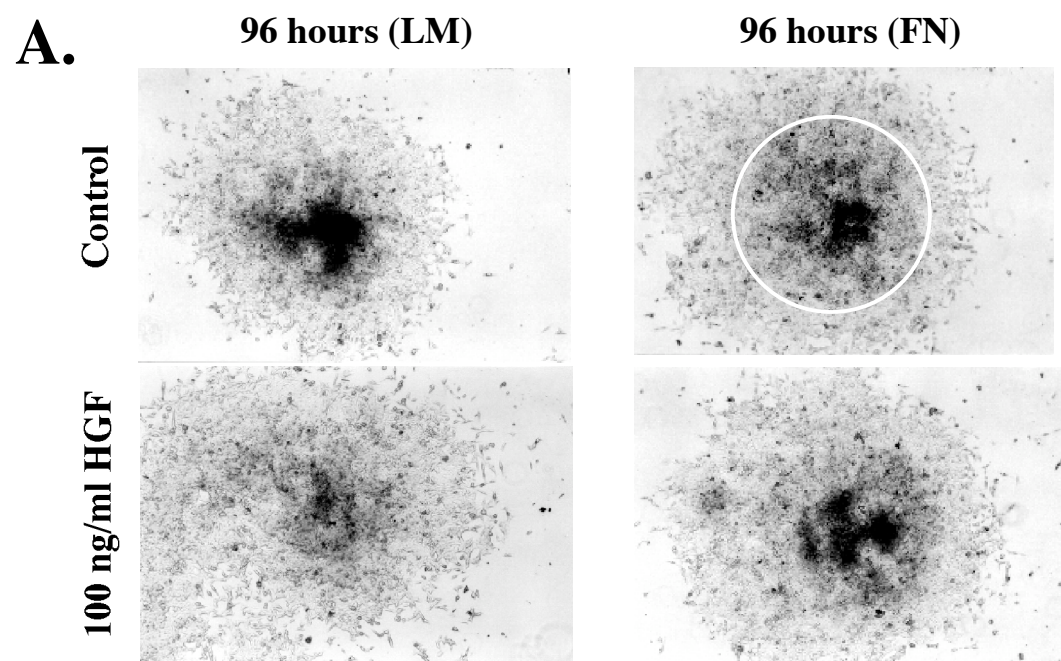 A.
96 hours (LM)
96 hours (FN)
Control
100 ng/ml HGF